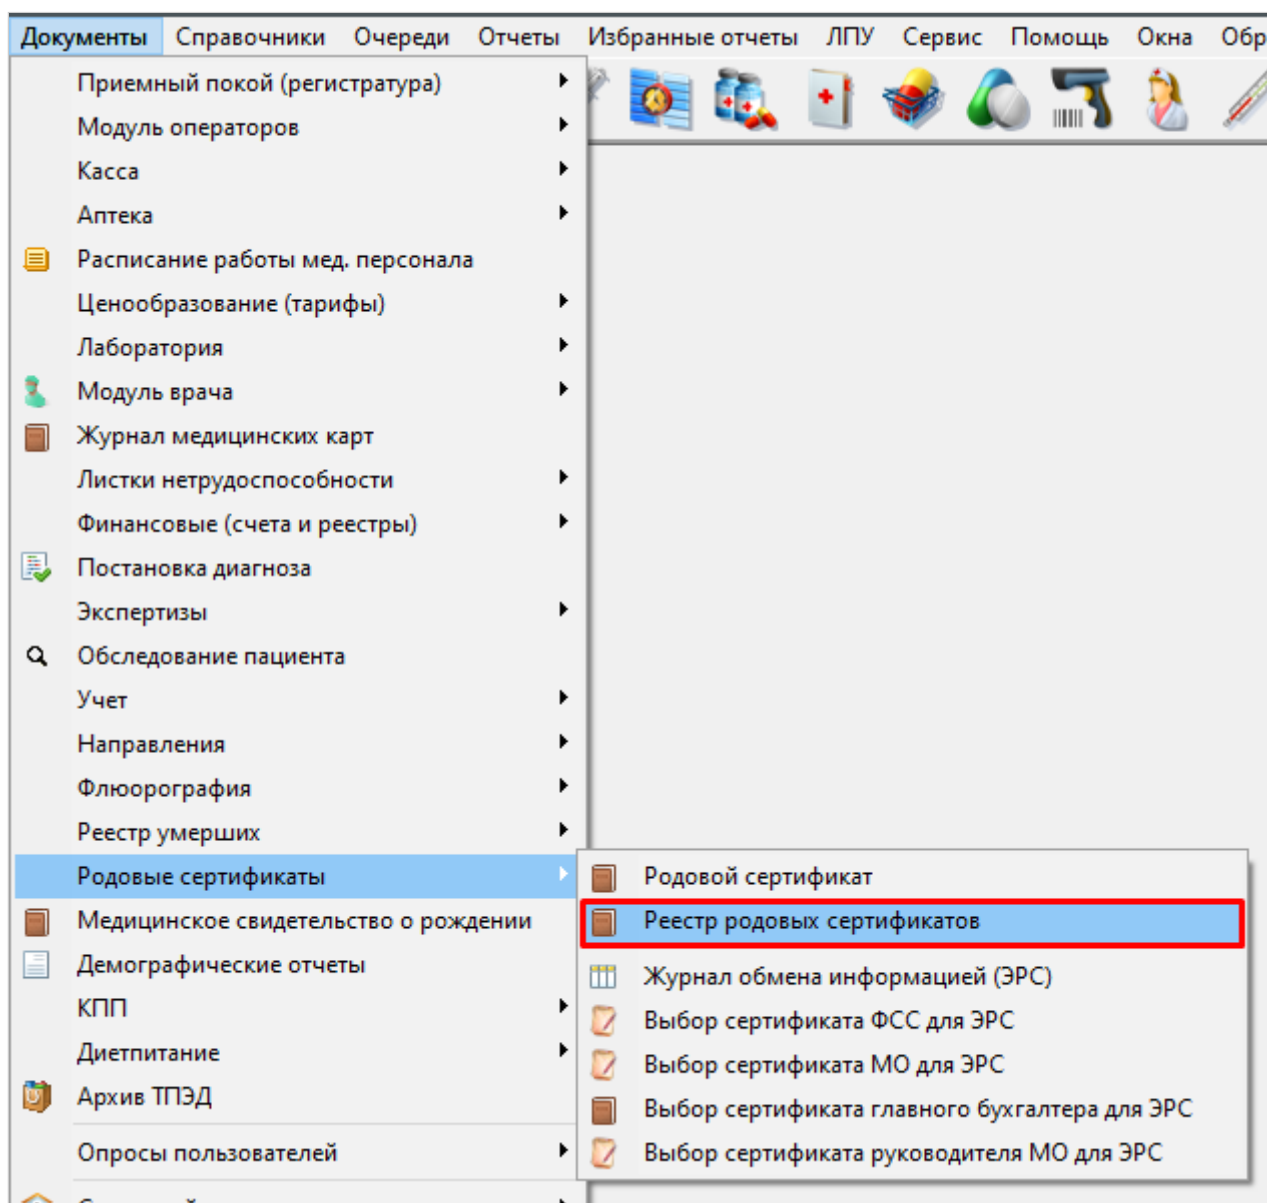 Документы Справочники Очереди Отчеты Избранные отчеты ЛПУ Сервис Помощь Окна Обр
Приемный покой (регистратура)
Модуль операторов
Касса
Аптека
Расписание работы мед. персонала
Ценообразование (тарифы)
Лаборатория
Модуль врача
Журнал медицинских карт
Листки нетрудоспособности
Финансовые (счета и реестры)
Постановка диагноза
Экспертизы
Обследование пациента
Учет
Направления
Флюорография
Реестр умерших
Родовые сертификаты
Медицинское свидетельство о рождении
Демографические отчеты
КПП
Диетпитание
Архив ТПЭД
Опросы пользователей
Родовой сертификат
Реестр родовых сертификатов
Журнал обмена информацией (ЭРС)
Выбор сертификата ФСС для ЭРС
Выбор сертификата МО для ЭРС
Выбор сертификата главного бухгалтера для ЭРС
Выбор сертификата руководителя МО для ЭРС